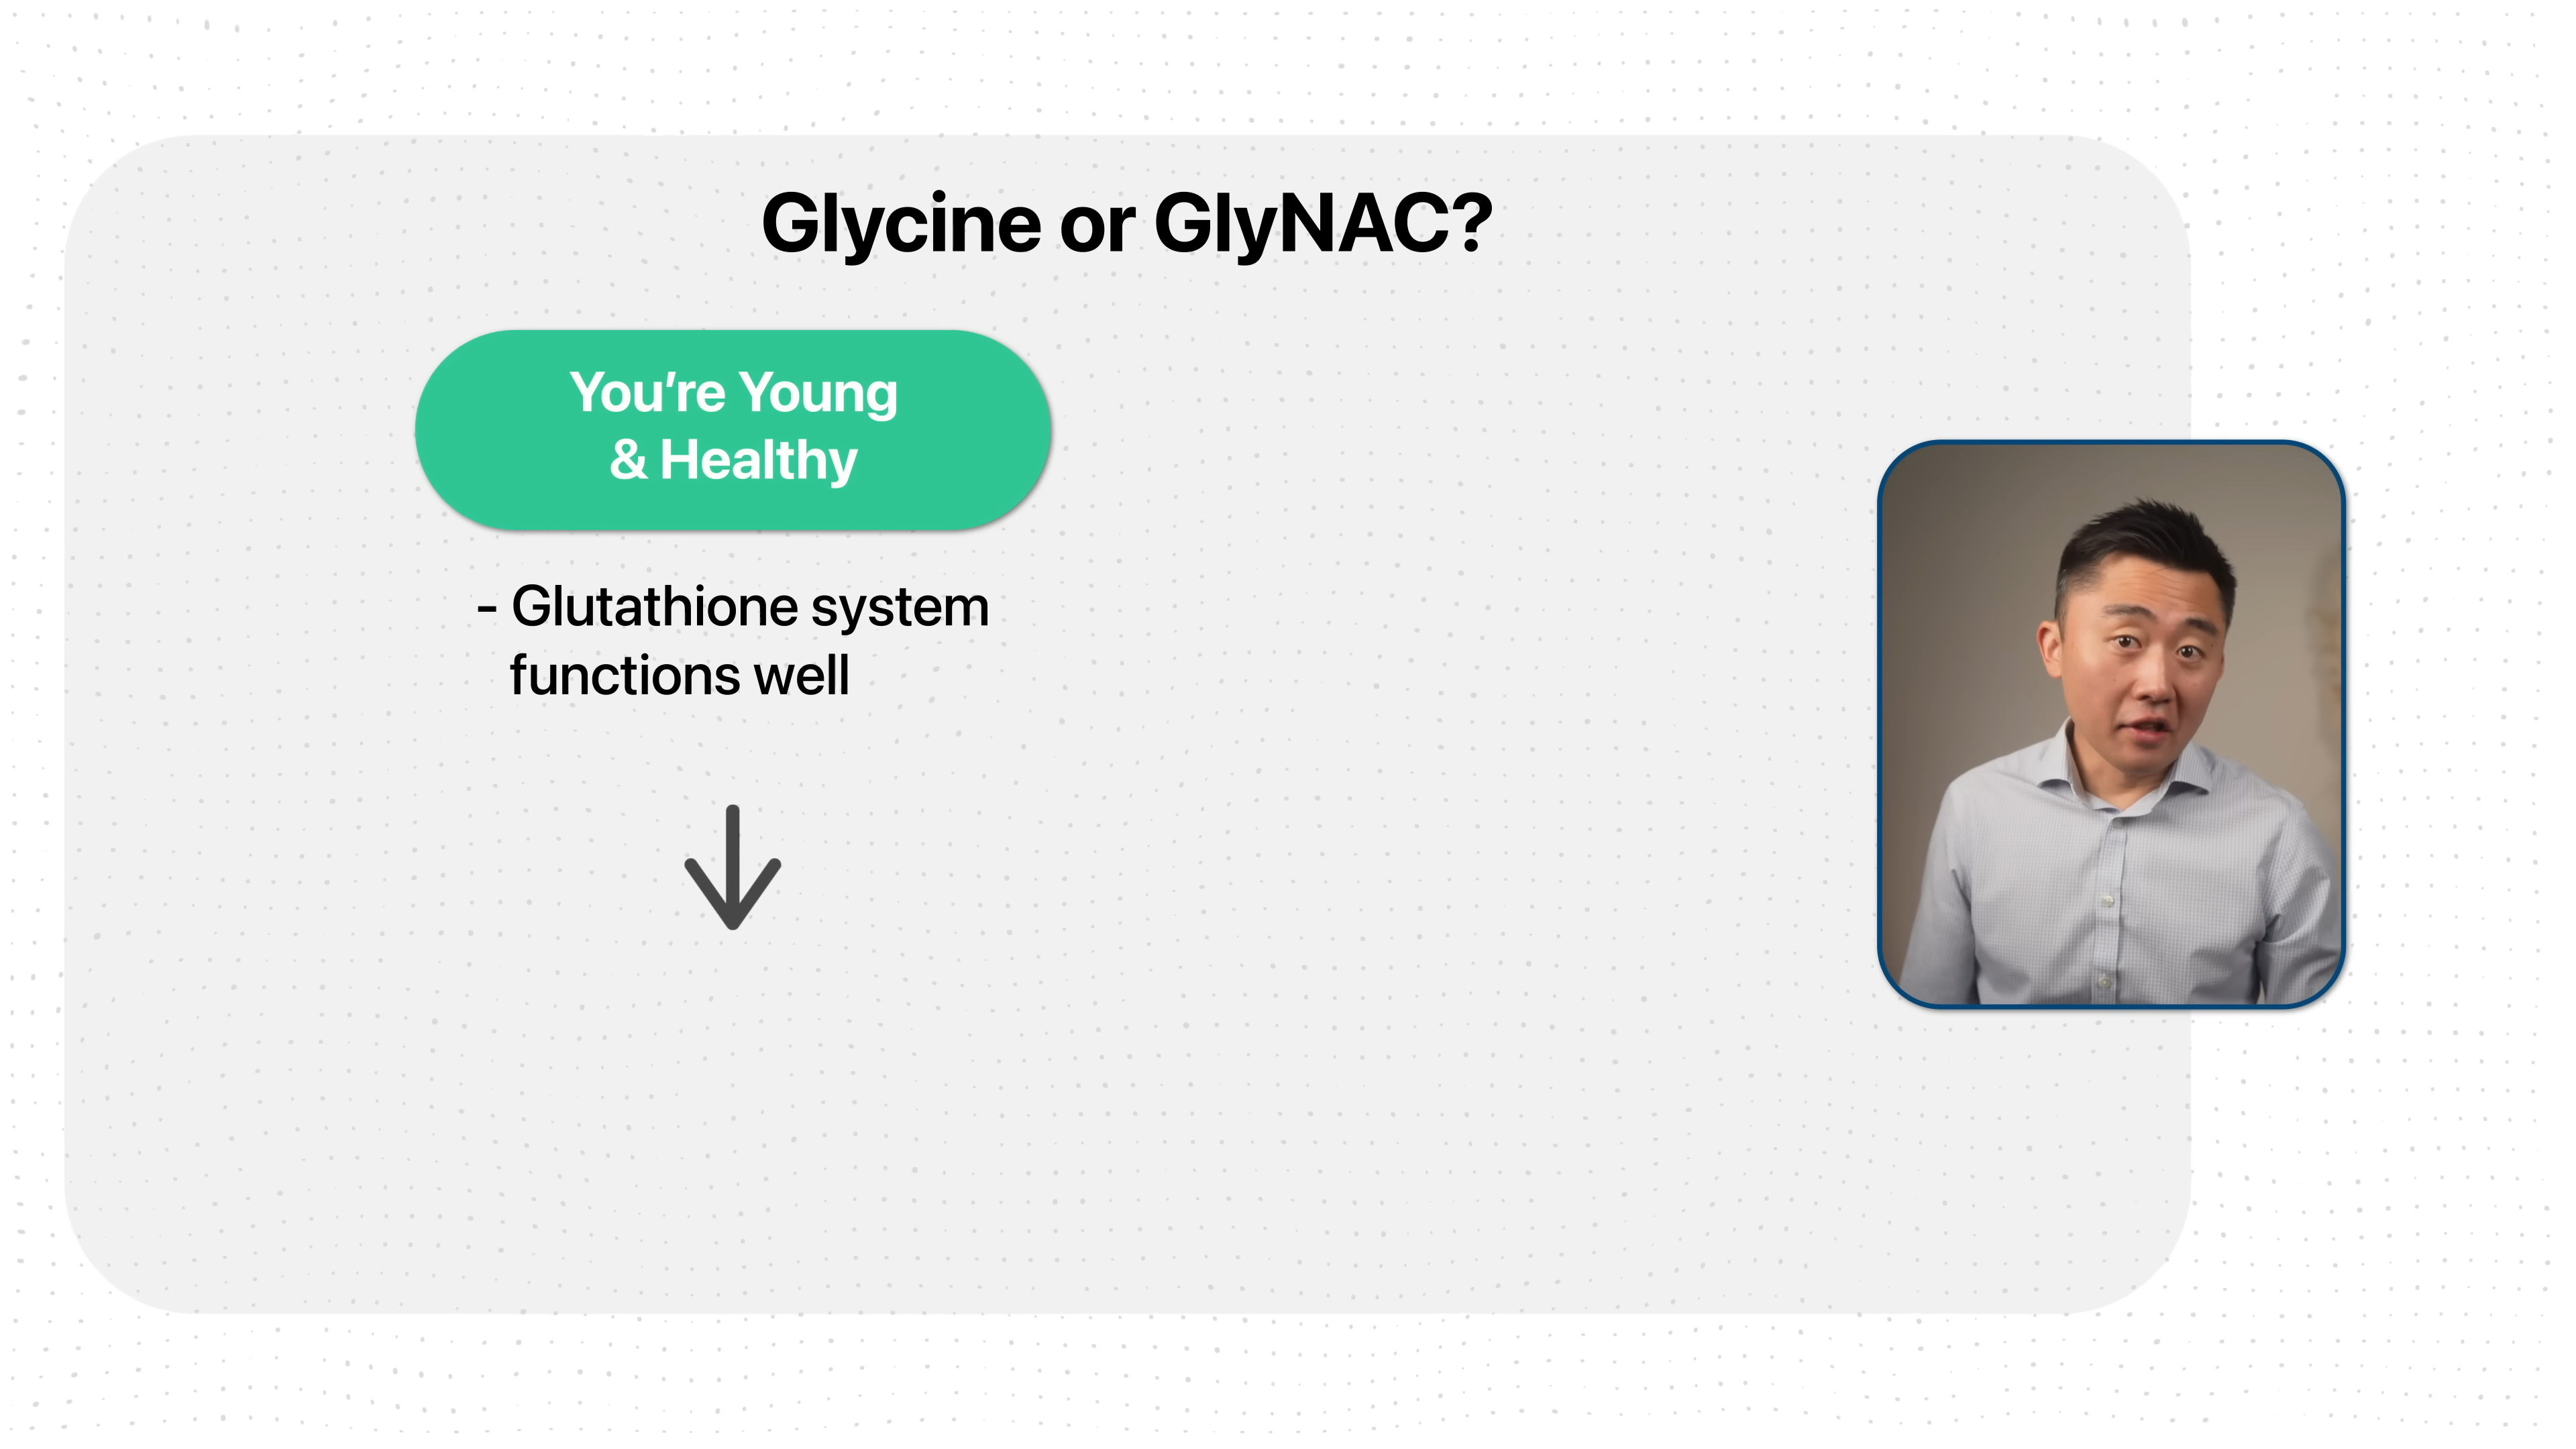 Glycine or GlyNAC?
You’re Young
& Healthy
- Glutathione system
functions well